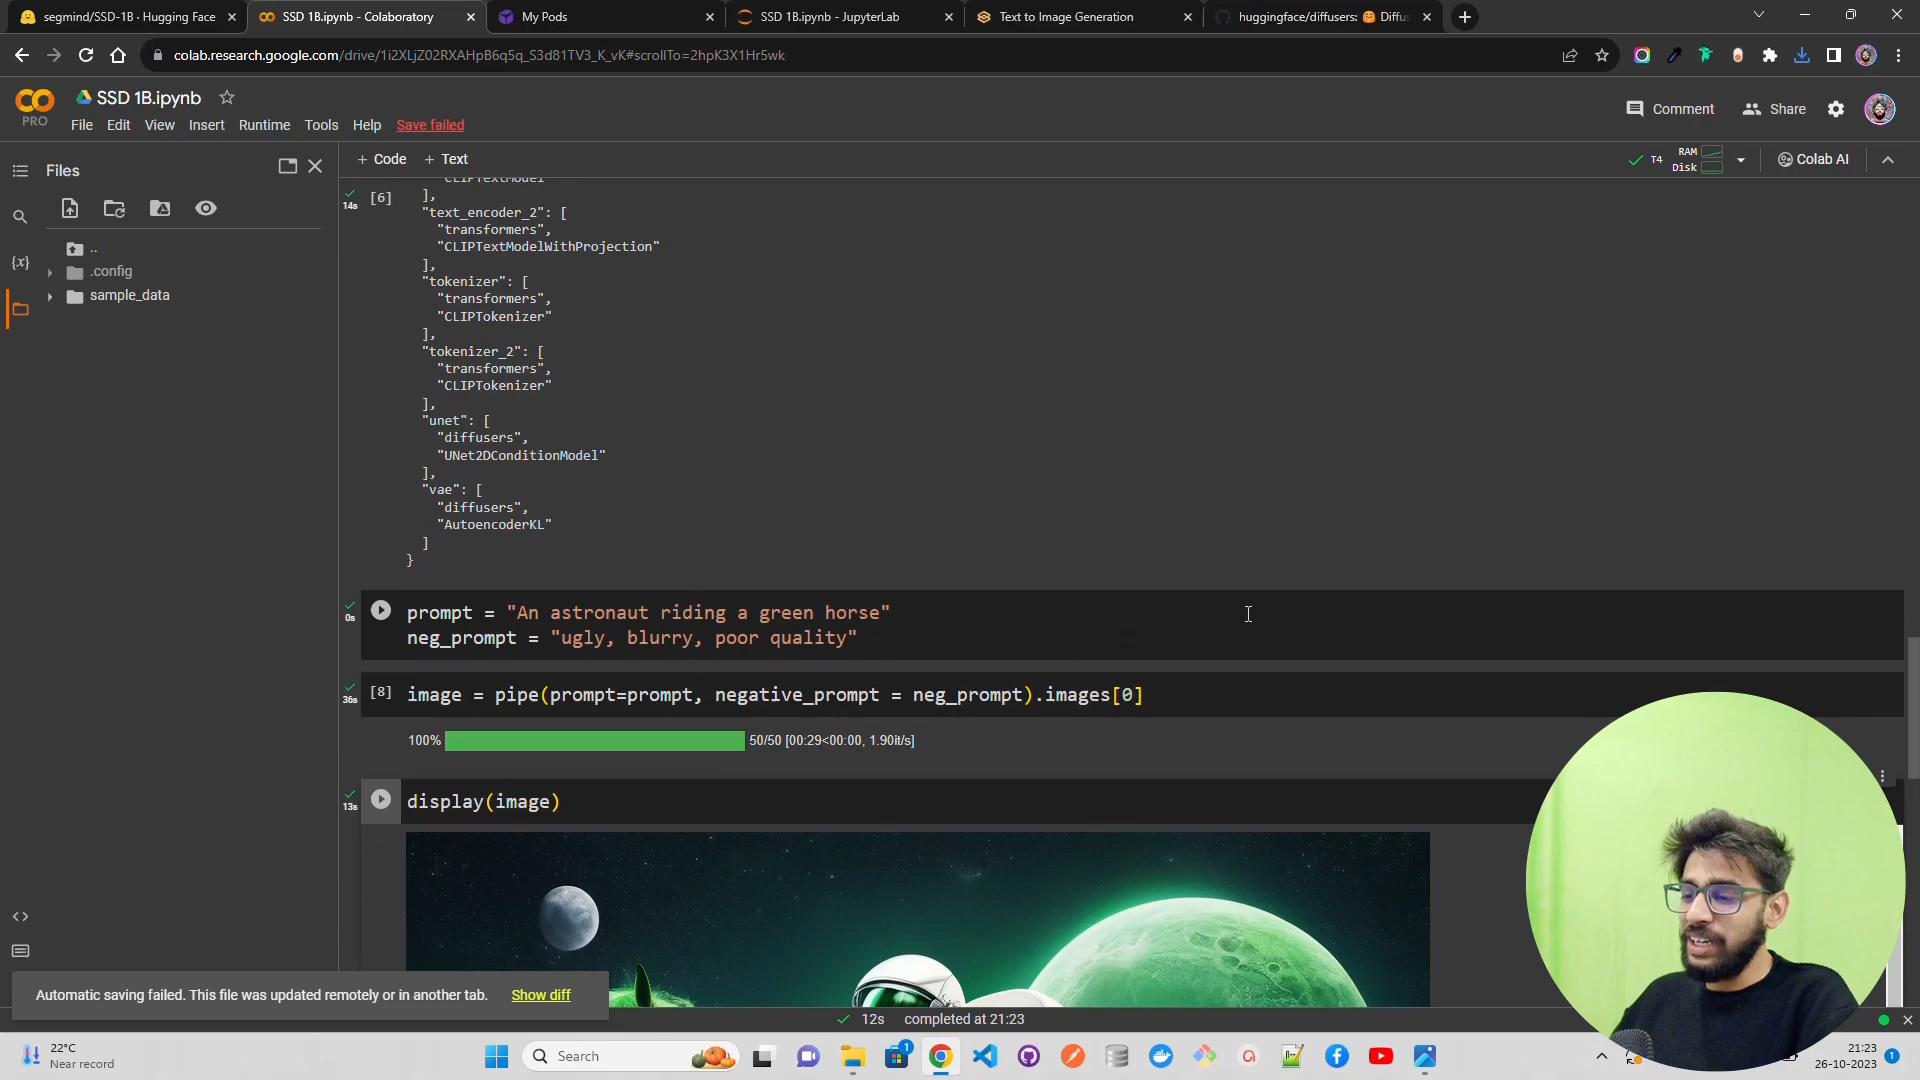 segmind/SSD-1B · Hugging Face
SSD 1B.ipynb - Colaboratory
My Pods
SSD 1B.ipynb - JupyterLab
Text to Image Generation
huggingface/diffusers: 🤗 Diffus
colab.research.google.com/drive/1i2XLjZ02RXAHpB6q5q_S3d81TV3_K_vK#scrollTo=2hpK3X1Hr5wk
PRO
SSD 1B.ipynb
File Edit View Insert Runtime Tools Help Save failed
Comment
Share
Files
+ Code + Text
T4
RAM
Disk
Colab AI
..
.config
sample_data
{x}
14s
[6]
CLIPTextModel"
],
"text_encoder_2": [
"transformers",
"CLIPTextModelWithProjection"
],
"tokenizer": [
"transformers",
"CLIPTokenizer"
],
"tokenizer_2": [
"transformers",
"CLIPTokenizer"
],
"unet": [
"diffusers",
"UNet2DConditionModel"
],
"vae": [
"diffusers",
"AutoencoderKL"
]
}
0s
prompt = "An astronaut riding a green horse"
neg_prompt = "ugly, blurry, poor quality"
36s
[8]
image = pipe(prompt=prompt, negative_prompt = neg_prompt).images[0]
100% 50/50 [00:29<00:00, 1.90it/s]
13s
display(image)
Automatic saving failed. This file was updated remotely or in another tab. Show diff
12s completed at 21:23
22°C
Near record
Search
1
21:23
26-10-2023
1